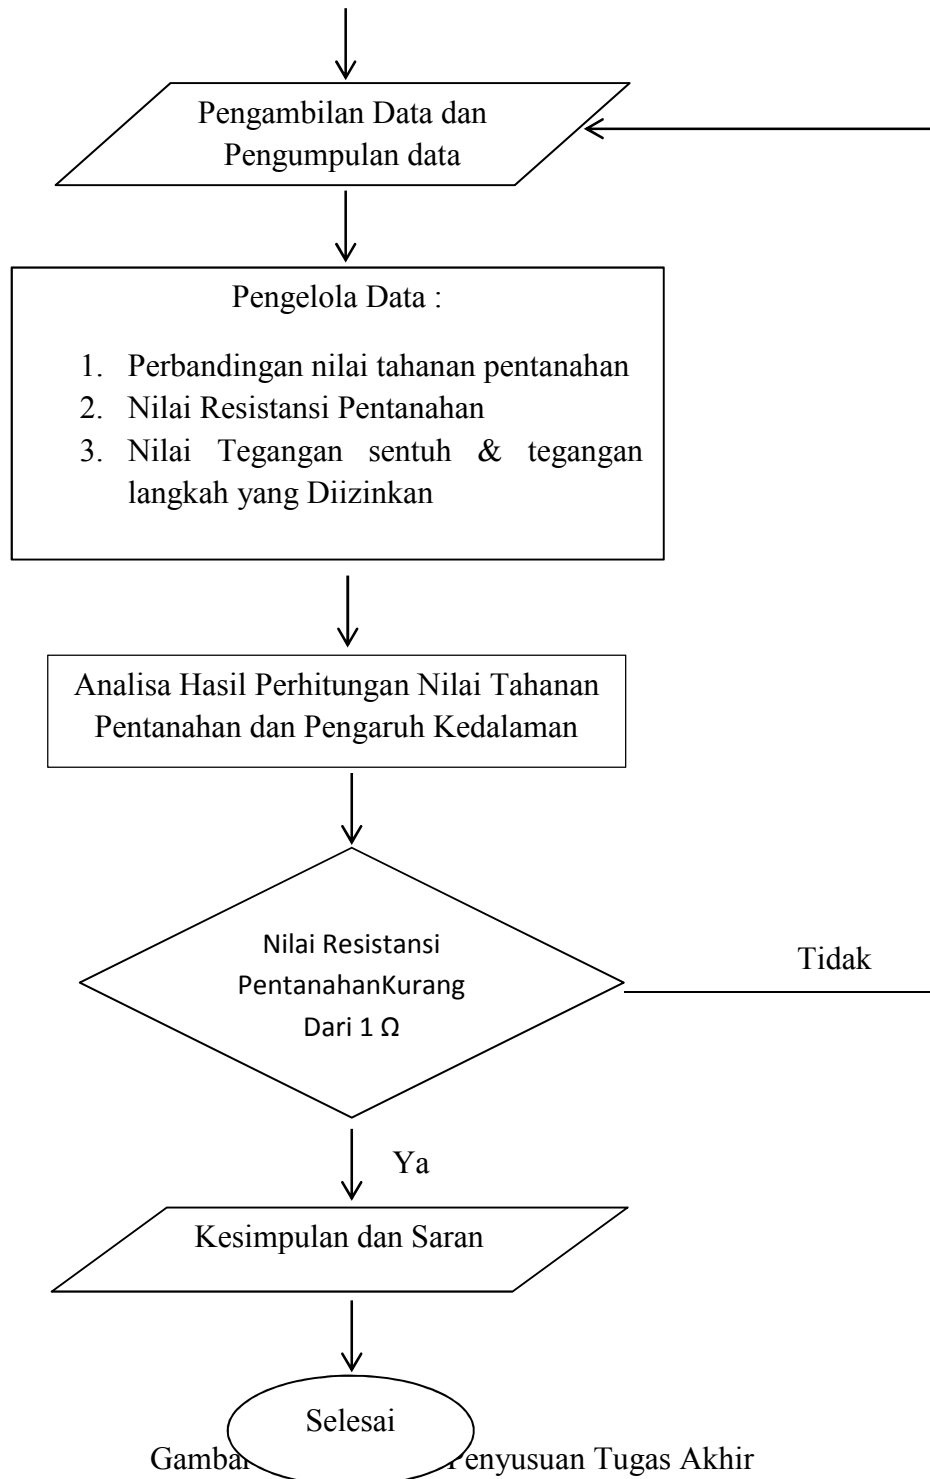 Pengambilan Data dan
Pengumpulan data
Pengelola Data :
1. Perbandingan nilai tahanan pentanahan
2. Nilai Resistansi Pentanahan
3. Nilai Tegangan sentuh & tegangan
langkah yang Diizinkan
Analisa Hasil Perhitungan Nilai Tahanan
Pentanahan dan Pengaruh Kedalaman
Nilai Resistansi
PentanahanKurang
Dari 1 Ω
Tidak
Ya
Kesimpulan dan Saran
Selesai
Gambar Penyusuan Tugas Akhir